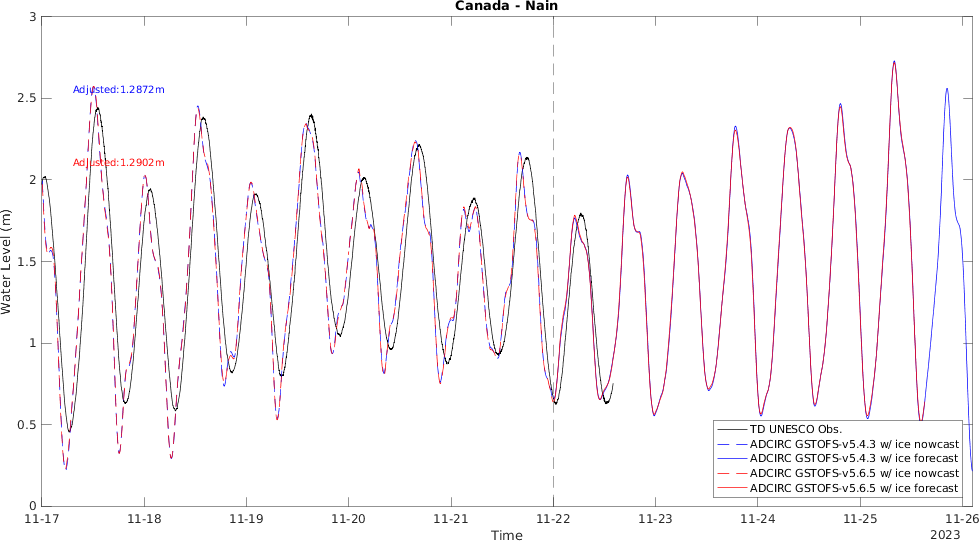 Canada - Nain
3
2.5
2
1.5
1
0.5
0
Water Level (m)
Adjusted:1.2872m
Adjusted:1.2902m
TD UNESCO Obs.
ADCIRC GSTOFS-v5.4.3 w/ ice nowcast
ADCIRC GSTOFS-v5.4.3 w/ ice forecast
ADCIRC GSTOFS-v5.6.5 w/ ice nowcast
ADCIRC GSTOFS-v5.6.5 w/ ice forecast
11-17 11-18 11-19 11-20 11-21 11-22 11-23 11-24 11-25 11-26
2023
Time